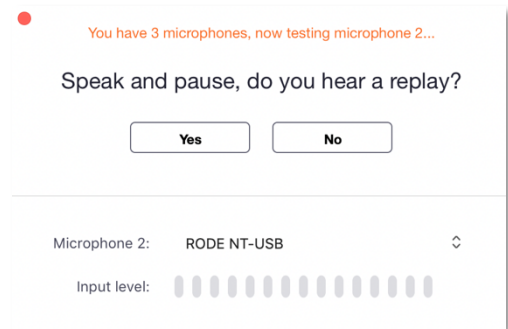 You have 3 microphones, now testing microphone 2...
Speak and pause, do you hear a replay?
Yes No
Microphone 2: RODE NT-USB
Input level: